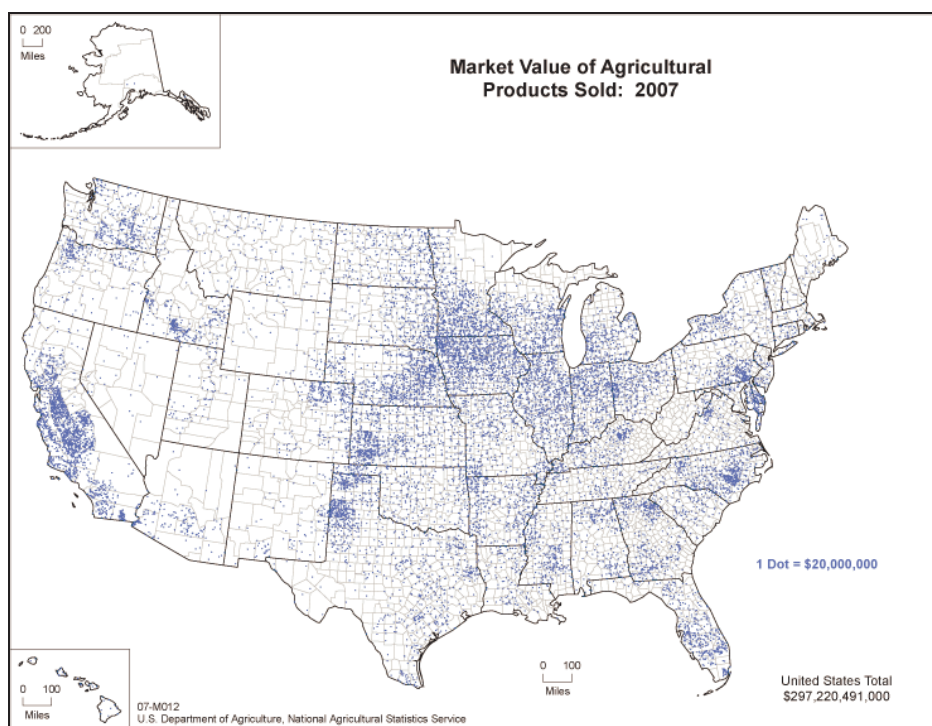 0 200
Miles
Market Value of Agricultural
Products Sold: 2007
1 Dot = $20,000,000
0 100
Miles
0 100
Miles
United States Total
$297,220,491,000
07-M012
U.S. Department of Agriculture, National Agricultural Statistics Service